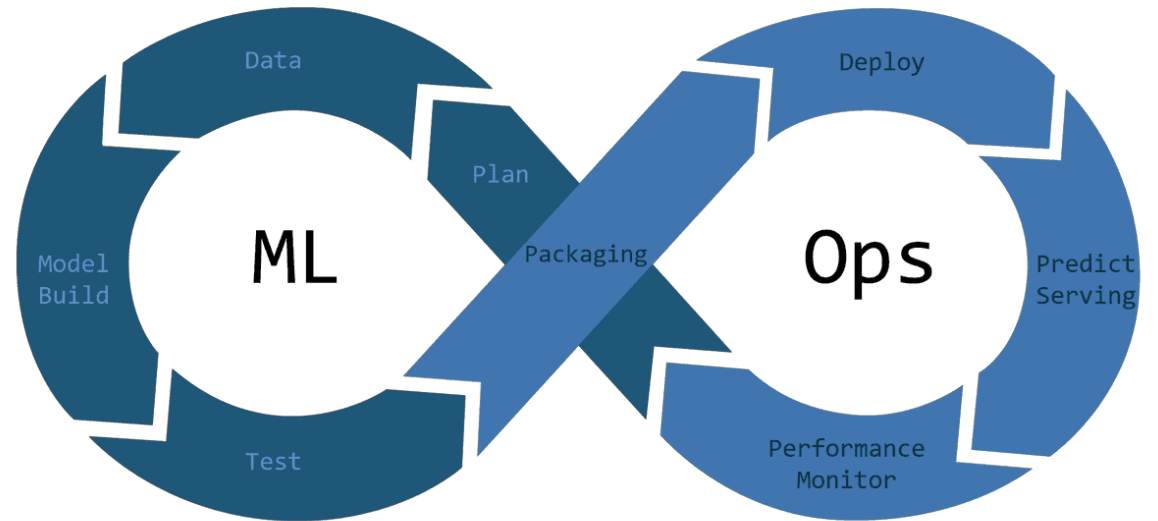 Data
Deploy
Plan
ML
Ops
Packaging
Model
Build
Predict
Serving
Test
Performance
Monitor